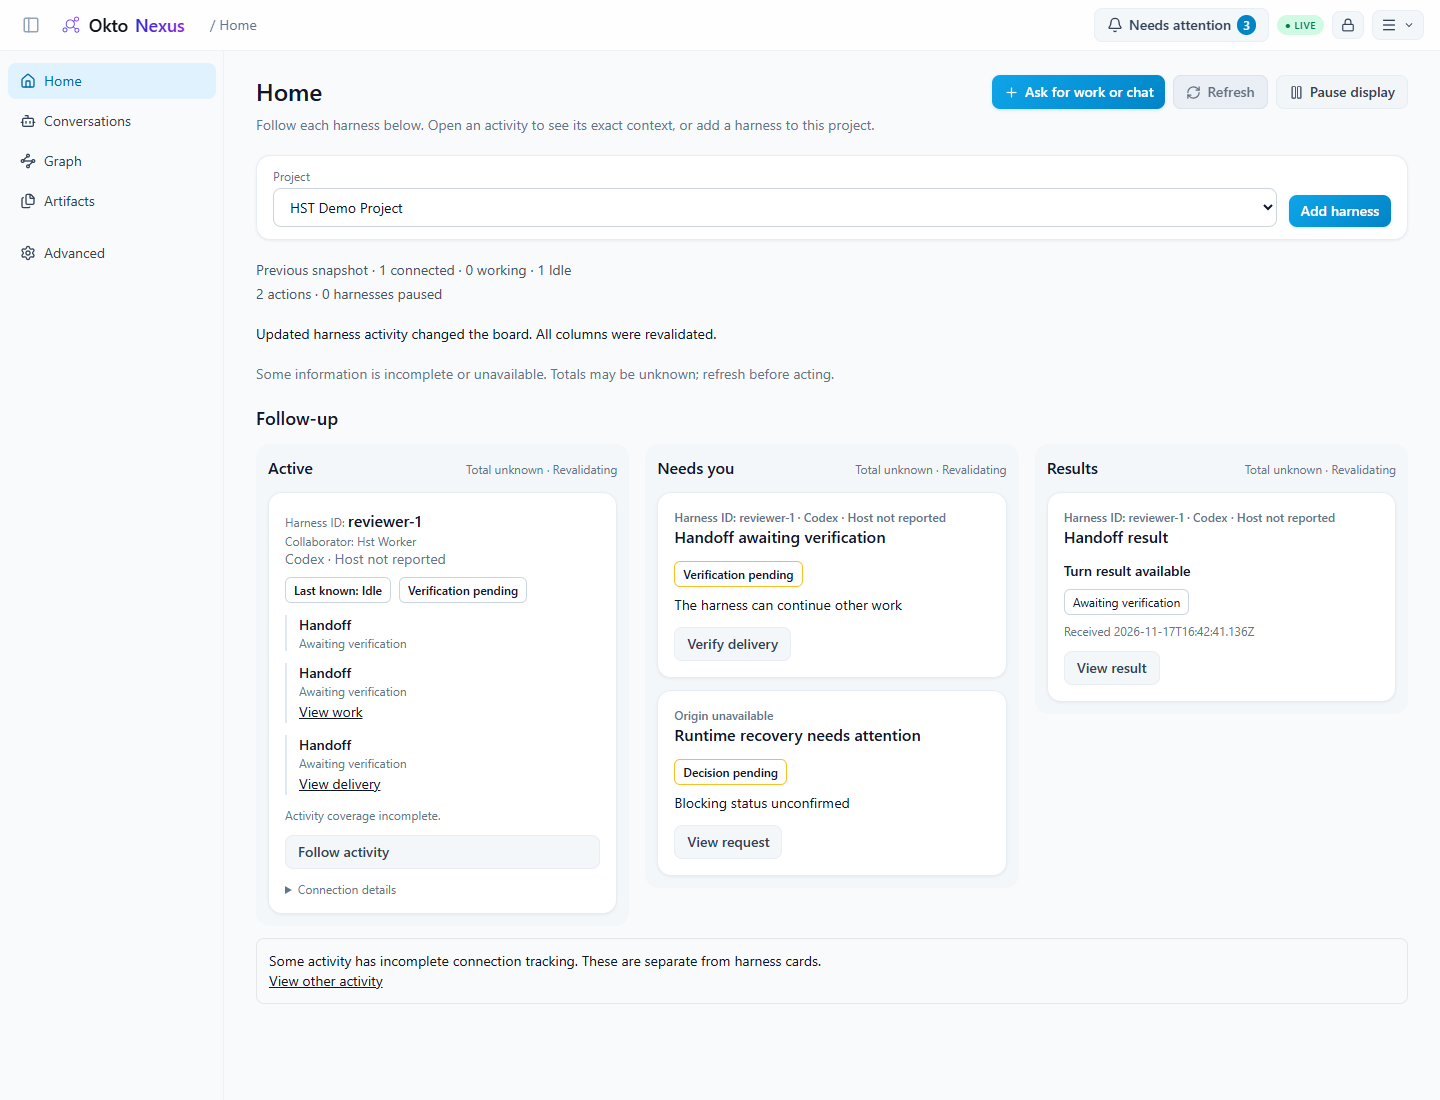 Okto Nexus
/ Home
Needs attention 3
LIVE
Home
Conversations
Graph
Artifacts
Advanced
Home
Ask for work or chat
Refresh
Pause display
Follow each harness below. Open an activity to see its exact context, or add a harness to this project.
Project
HST Demo Project
Add harness
Previous snapshot · 1 connected · 0 working · 1 Idle
2 actions · 0 harnesses paused
Updated harness activity changed the board. All columns were revalidated.
Some information is incomplete or unavailable. Totals may be unknown; refresh before acting.
Follow-up
Active
Total unknown · Revalidating
Harness ID: reviewer-1
Collaborator: Hst Worker
Codex · Host not reported
Last known: Idle
Verification pending
Handoff
Awaiting verification
Handoff
Awaiting verification
View work
Handoff
Awaiting verification
View delivery
Activity coverage incomplete.
Follow activity
Connection details
Needs you
Total unknown · Revalidating
Harness ID: reviewer-1 · Codex · Host not reported
Handoff awaiting verification
Verification pending
The harness can continue other work
Verify delivery
Origin unavailable
Runtime recovery needs attention
Decision pending
Blocking status unconfirmed
View request
Results
Total unknown · Revalidating
Harness ID: reviewer-1 · Codex · Host not reported
Handoff result
Turn result available
Awaiting verification
Received 2026-11-17T16:42:41.136Z
View result
Some activity has incomplete connection tracking. These are separate from harness cards.
View other activity